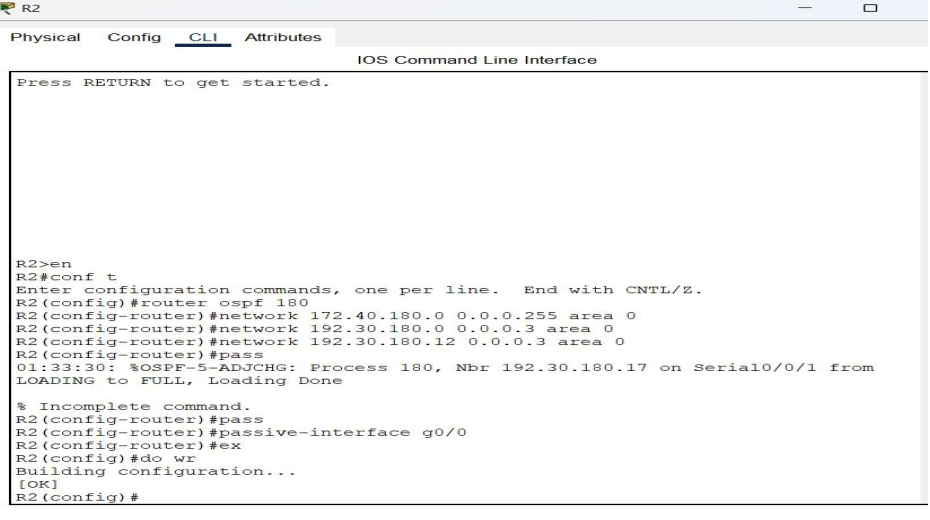 R2
Physical Config CLI Attributes
IOS Command Line Interface
Press RETURN to get started.
R2>en
R2#conf t
Enter configuration commands, one per line.  End with CNTL/Z.
R2(config)#router ospf 180
R2(config-router)#network 172.40.180.0 0.0.0.255 area 0
R2(config-router)#network 192.30.180.0 0.0.0.3 area 0
R2(config-router)#network 192.30.180.12 0.0.0.3 area 0
R2(config-router)#pass
01:33:30: %OSPF-5-ADJCHG: Process 180, Nbr 192.30.180.17 on Serial0/0/1 from
LOADING to FULL, Loading Done
% Incomplete command.
R2(config-router)#pass
R2(config-router)#passive-interface g0/0
R2(config-router)#ex
R2(config)#do wr
Building configuration...
[OK]
R2(config)#